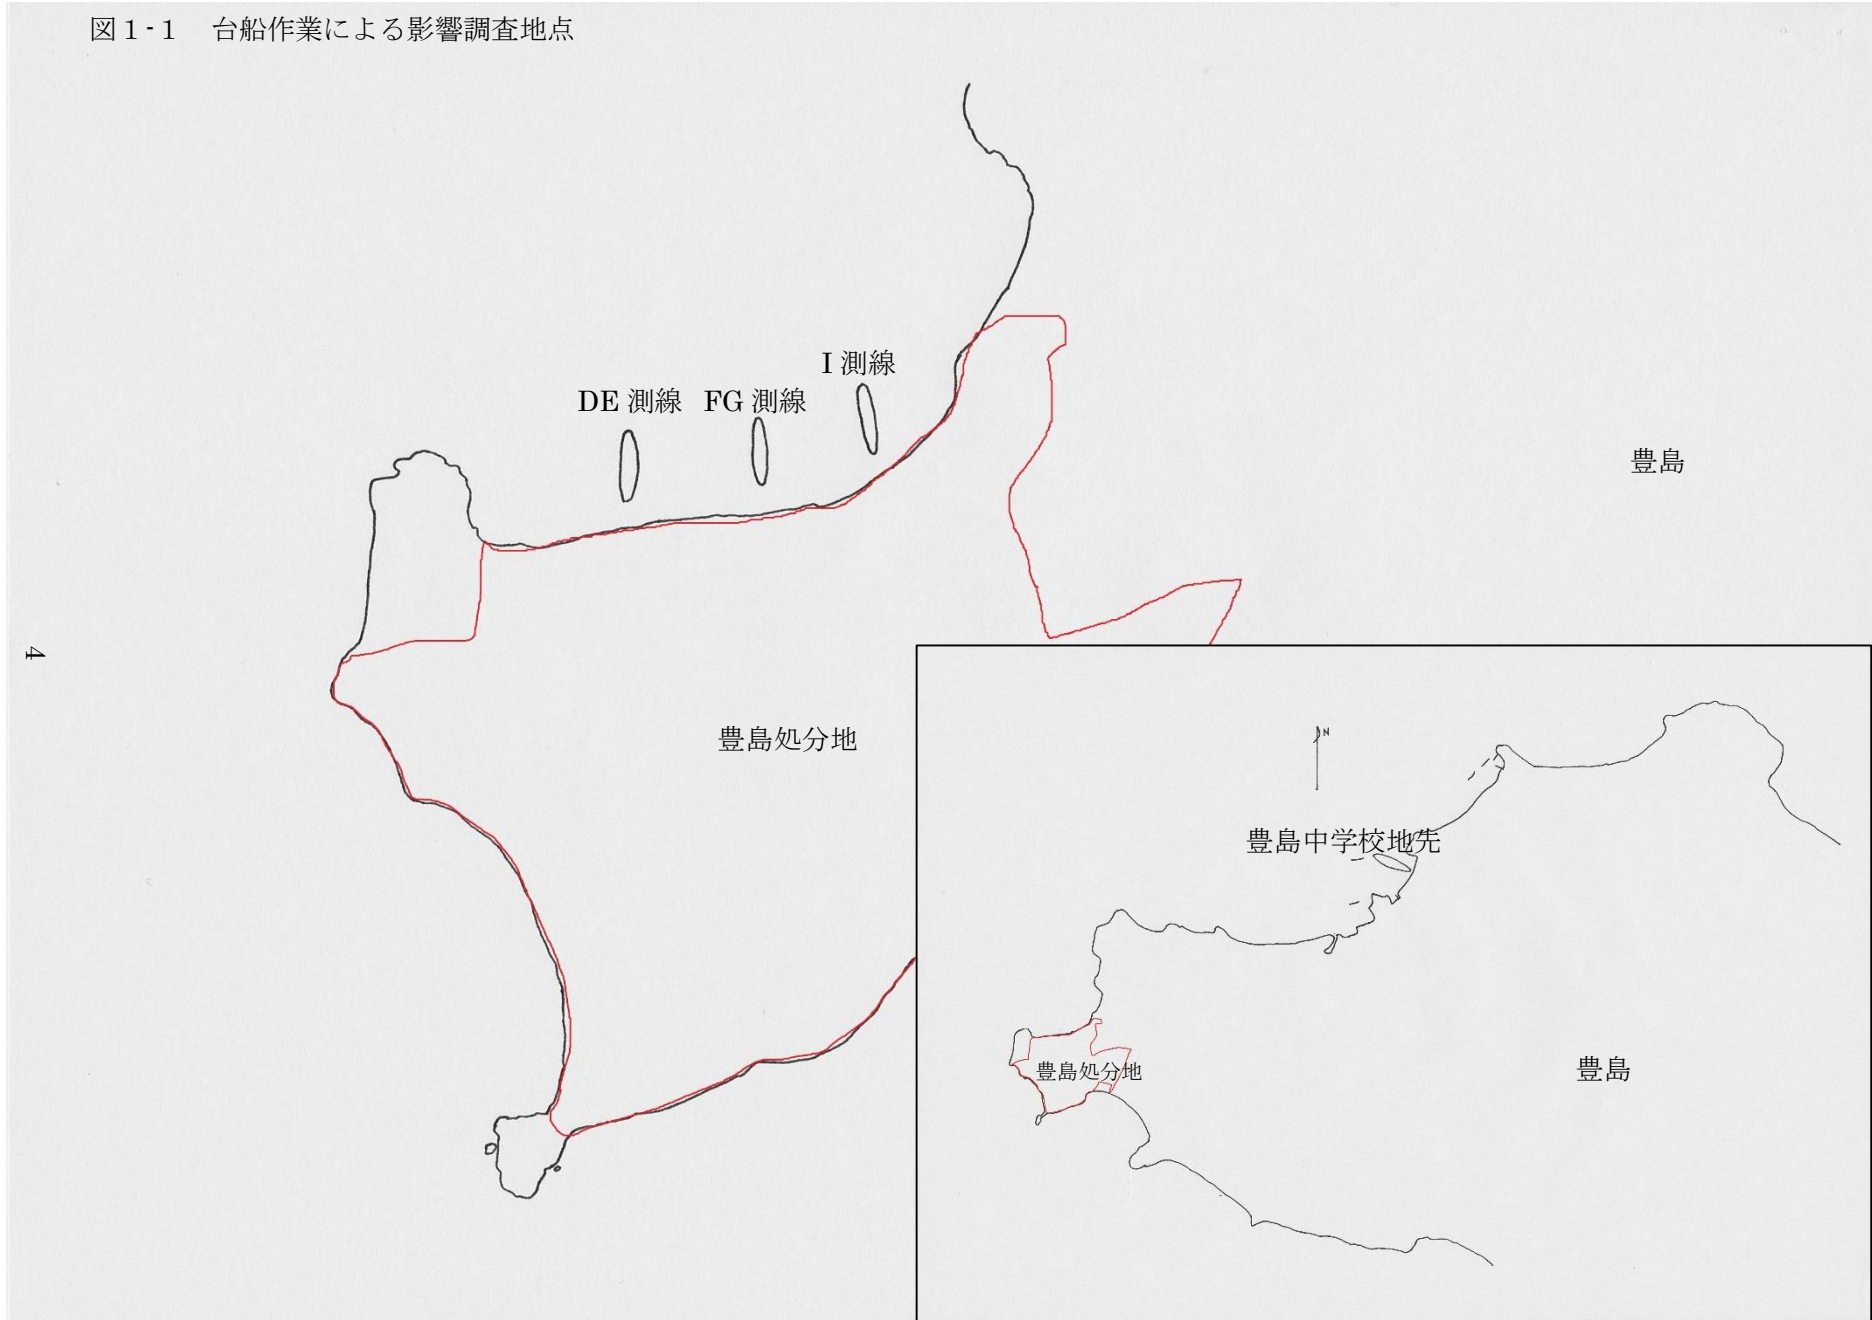 図１-１　台船作業による影響調査地点
I 測線
DE 測線 FG 測線
豊島
4
豊島処分地
N
豊島中学校地先
豊島処分地
豊島